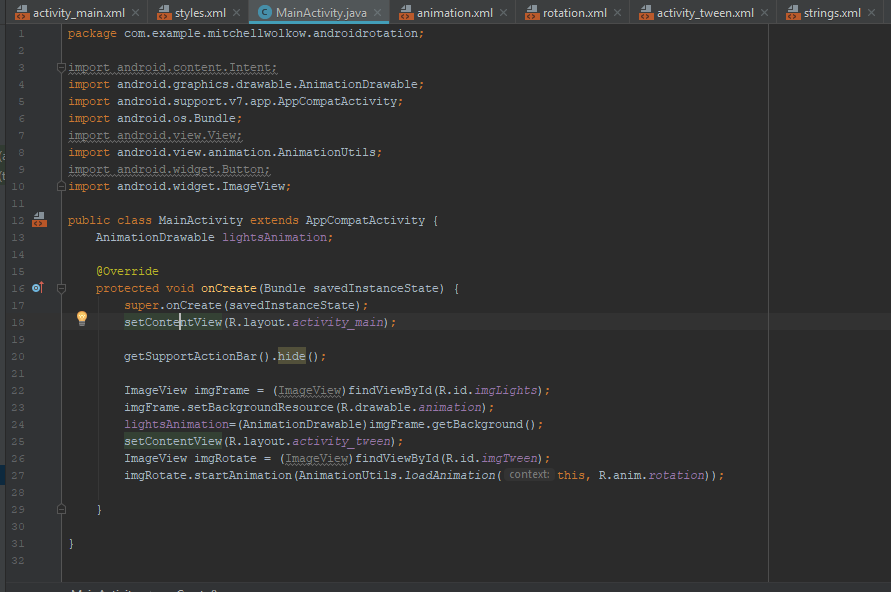 activity_main.xml styles.xml MainActivity.java animation.xml rotation.xml activity_tween.xml strings.xml
1 package com.example.mitchellwolkow.androidrotation;
2
3 import android.content.Intent;
4 import android.graphics.drawable.AnimationDrawable;
5 import android.support.v7.app.AppCompatActivity;
6 import android.os.Bundle;
7 import android.view.View;
8 import android.view.animation.AnimationUtils;
9 import android.widget.Button;
10 import android.widget.ImageView;
11
12 public class MainActivity extends AppCompatActivity {
13 AnimationDrawable lightsAnimation;
14
15 @Override
16 protected void onCreate(Bundle savedInstanceState) {
17 super.onCreate(savedInstanceState);
18 setContentView(R.layout.activity_main);
19
20 getSupportActionBar().hide();
21
22 ImageView imgFrame = (ImageView)findViewById(R.id.imgLights);
23 imgFrame.setBackgroundResource(R.drawable.animation);
24 lightsAnimation=(AnimationDrawable)imgFrame.getBackground();
25 setContentView(R.layout.activity_tween);
26 ImageView imgRotate = (ImageView)findViewById(R.id.imgTween);
27 imgRotate.startAnimation(AnimationUtils.loadAnimation( context: this, R.anim.rotation));
28
29 }
30
31 }
32